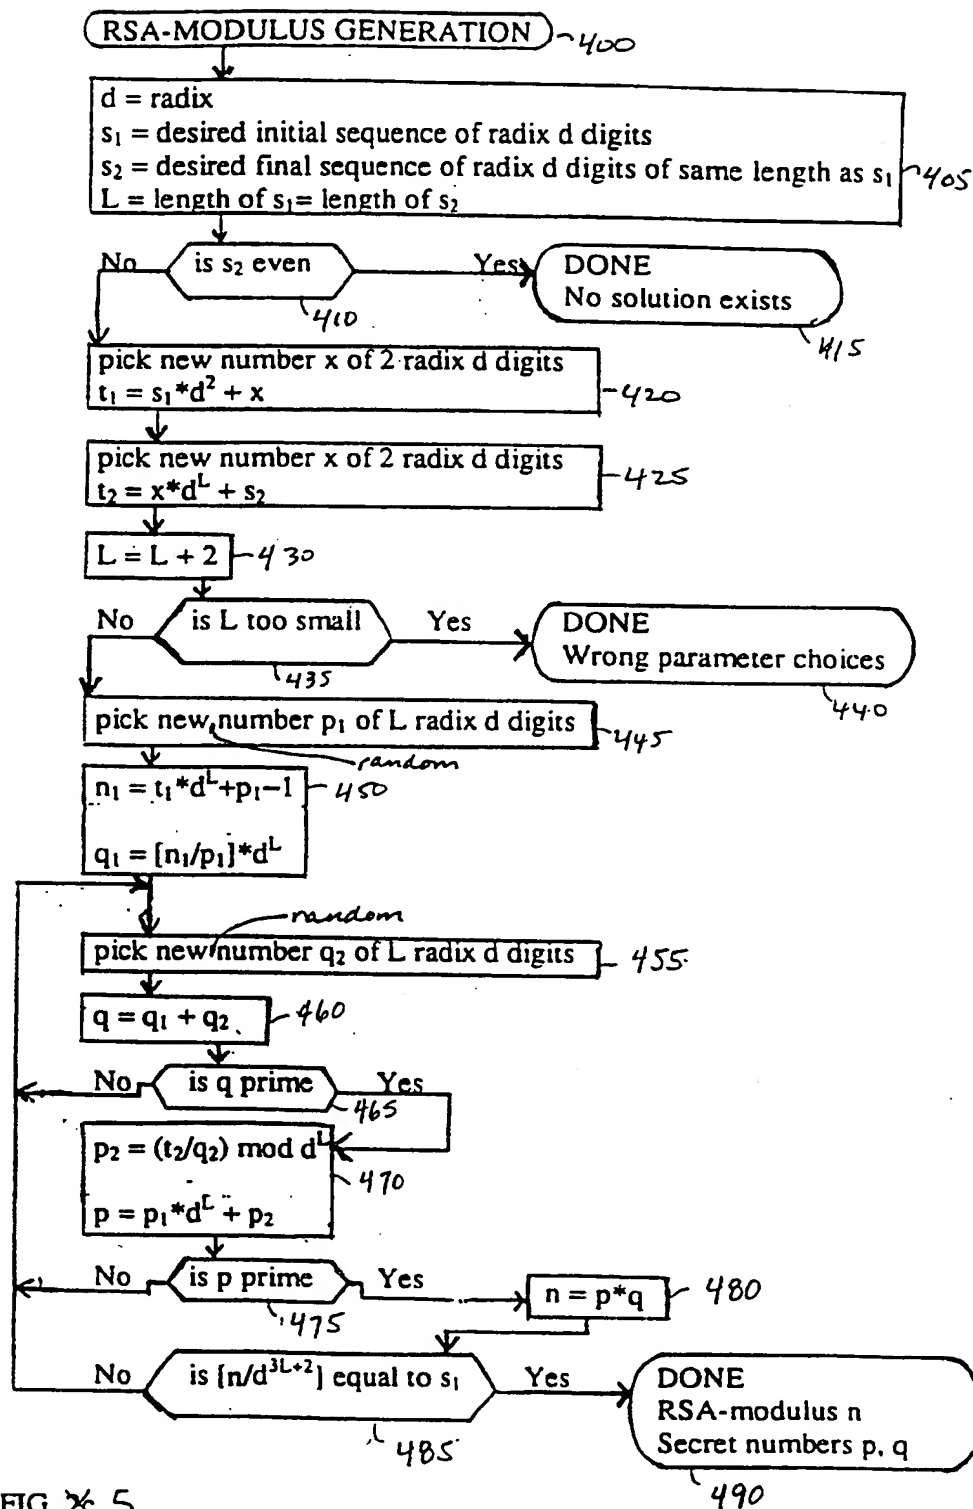 RSA-MODULUS GENERATION 400
d = radix
s₁ = desired initial sequence of radix d digits
s₂ = desired final sequence of radix d digits of same length as s₁
L = length of s₁= length of s₂
405
No is s₂ even Yes
410
DONE
No solution exists
415
pick new number x of 2 radix d digits
t₁ = s₁*d² + x
420
pick new number x of 2 radix d digits
t₂ = x*d^L + s₂
425
L = L + 2 430
No is L too small Yes
435
DONE
Wrong parameter choices
440
pick new number p₁ of L radix d digits 445
random
n₁ = t₁*d^L+p₁−1 450
q₁ = [n₁/p₁]*d^L
random
pick new number q₂ of L radix d digits 455
q = q₁ + q₂ 460
No is q prime Yes
465
p₂ = (t₂/q₂) mod d^L
470
p = p₁*d^L + p₂
No is p prime Yes
475
n = p*q 480
No is [n/d^3L+2] equal to s₁ Yes
485
DONE
RSA-modulus n
Secret numbers p, q
490
FIG. 5